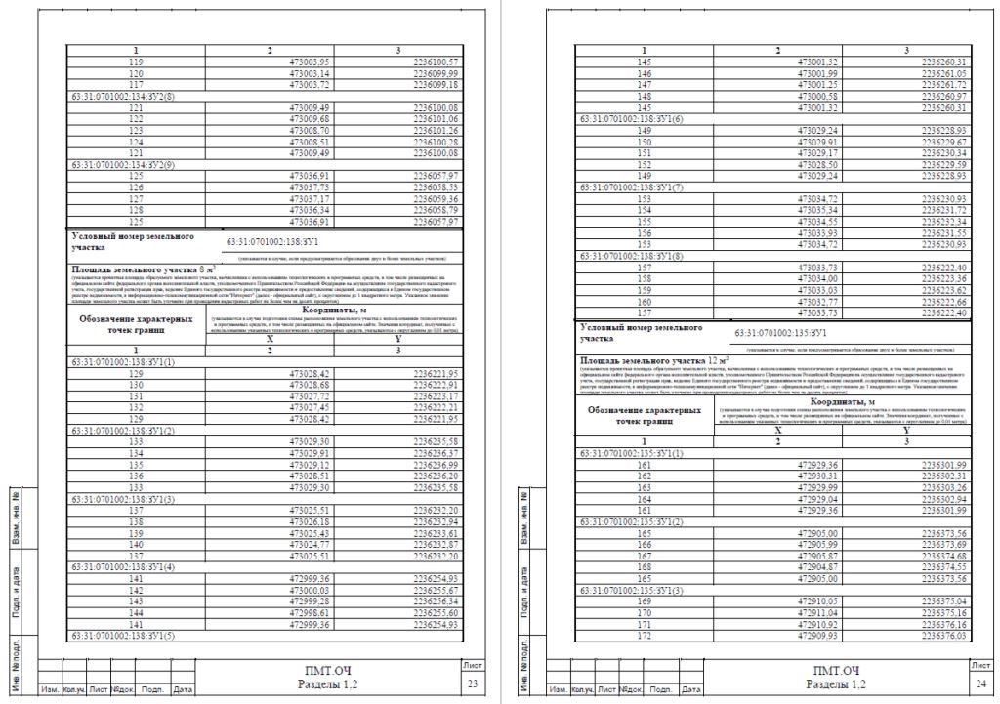 1 2 3
119 473003,95 2236100,57
120 473003,14 2236099,99
117 473003,72 2236099,18
63:31:0701002:134:ЗУ2(8)
121 473009,49 2236100,08
122 473009,68 2236101,06
123 473008,70 2236101,26
124 473008,51 2236100,28
121 473009,49 2236100,08
63:31:0701002:134:ЗУ2(9)
125 473036,91 2236057,97
126 473037,73 2236058,53
127 473037,17 2236059,36
128 473036,34 2236058,79
125 473036,91 2236057,97
Условный номер земельного
участка
63:31:0701002:138:ЗУ1
(указывается в случае, если предусматривается образование двух и более земельных участков)
Площадь земельного участка 8 м²
(указывается проектная площадь образуемого земельного участка, вычисленная с использованием технологических и программных средств, в том числе размещенных на
официальном сайте федерального органа исполнительной власти, уполномоченного Правительством Российской Федерации на осуществление государственного кадастрового
учета, государственной регистрации прав, ведение Единого государственного реестра недвижимости и предоставление сведений, содержащихся в Едином государственном
реестре недвижимости, в информационно-телекоммуникационной сети "Интернет" (далее - официальный сайт), с округлением до 1 квадратного метра. Указанное значение
площади земельного участка может быть уточнено при проведении кадастровых работ не более чем на десять процентов)
Обозначение характерных
точек границ
Координаты, м
(указываются в случае подготовки схемы расположения земельного участка с использованием технологических
и программных средств, в том числе размещенных на официальном сайте. Значения координат, полученные с
использованием указанных технологических и программных средств, указываются с округлением до 0,01 метра)
X Y
1 2 3
63:31:0701002:138:ЗУ1(1)
129 473028,42 2236221,95
130 473028,68 2236222,91
131 473027,72 2236223,17
132 473027,45 2236222,21
129 473028,42 2236221,95
63:31:0701002:138:ЗУ1(2)
133 473029,30 2236235,58
134 473029,91 2236236,37
135 473029,12 2236236,99
136 473028,51 2236236,20
133 473029,30 2236235,58
63:31:0701002:138:ЗУ1(3)
137 473025,51 2236232,20
138 473026,18 2236232,94
139 473025,43 2236233,61
140 473024,77 2236232,87
137 473025,51 2236232,20
63:31:0701002:138:ЗУ1(4)
141 472999,36 2236254,93
142 473000,03 2236255,67
143 472999,28 2236256,34
144 472998,61 2236255,60
141 472999,36 2236254,93
63:31:0701002:138:ЗУ1(5)
Взам. инв. №
Подп. и дата
Инв. №подл.
Изм. Кол.уч. Лист №док. Подп. Дата
ПМТ.ОЧ
Разделы 1,2
Лист
23
1 2 3
145 473001,32 2236260,31
146 473001,99 2236261,05
147 473001,25 2236261,72
148 473000,58 2236260,97
145 473001,32 2236260,31
63:31:0701002:138:ЗУ1(6)
149 473029,24 2236228,93
150 473029,91 2236229,67
151 473029,17 2236230,34
152 473028,50 2236229,59
149 473029,24 2236228,93
63:31:0701002:138:ЗУ1(7)
153 473034,72 2236230,93
154 473035,34 2236231,72
155 473034,55 2236232,34
156 473033,93 2236231,55
153 473034,72 2236230,93
63:31:0701002:138:ЗУ1(8)
157 473033,73 2236222,40
158 473034,00 2236223,36
159 473033,03 2236223,62
160 473032,77 2236222,66
157 473033,73 2236222,40
Условный номер земельного
участка
63:31:0701002:135:ЗУ1
(указывается в случае, если предусматривается образование двух и более земельных участков)
Площадь земельного участка 12 м²
(указывается проектная площадь образуемого земельного участка, вычисленная с использованием технологических и программных средств, в том числе размещенных на
официальном сайте федерального органа исполнительной власти, уполномоченного Правительством Российской Федерации на осуществление государственного кадастрового
учета, государственной регистрации прав, ведение Единого государственного реестра недвижимости и предоставление сведений, содержащихся в Едином государственном
реестре недвижимости, в информационно-телекоммуникационной сети "Интернет" (далее - официальный сайт), с округлением до 1 квадратного метра. Указанное значение
площади земельного участка может быть уточнено при проведении кадастровых работ не более чем на десять процентов)
Обозначение характерных
точек границ
Координаты, м
(указываются в случае подготовки схемы расположения земельного участка с использованием технологических
и программных средств, в том числе размещенных на официальном сайте. Значения координат, полученные с
использованием указанных технологических и программных средств, указываются с округлением до 0,01 метра)
X Y
1 2 3
63:31:0701002:135:ЗУ1(1)
161 472929,36 2236301,99
162 472930,31 2236302,31
163 472929,99 2236303,26
164 472929,04 2236302,94
161 472929,36 2236301,99
63:31:0701002:135:ЗУ1(2)
165 472905,00 2236373,56
166 472905,99 2236373,69
167 472905,87 2236374,68
168 472904,87 2236374,55
165 472905,00 2236373,56
63:31:0701002:135:ЗУ1(3)
169 472910,05 2236375,04
170 472911,04 2236375,16
171 472910,92 2236376,16
172 472909,93 2236376,03
Взам. инв. №
Подп. и дата
Инв. №подл.
Изм. Кол.уч. Лист №док. Подп. Дата
ПМТ.ОЧ
Разделы 1,2
Лист
24